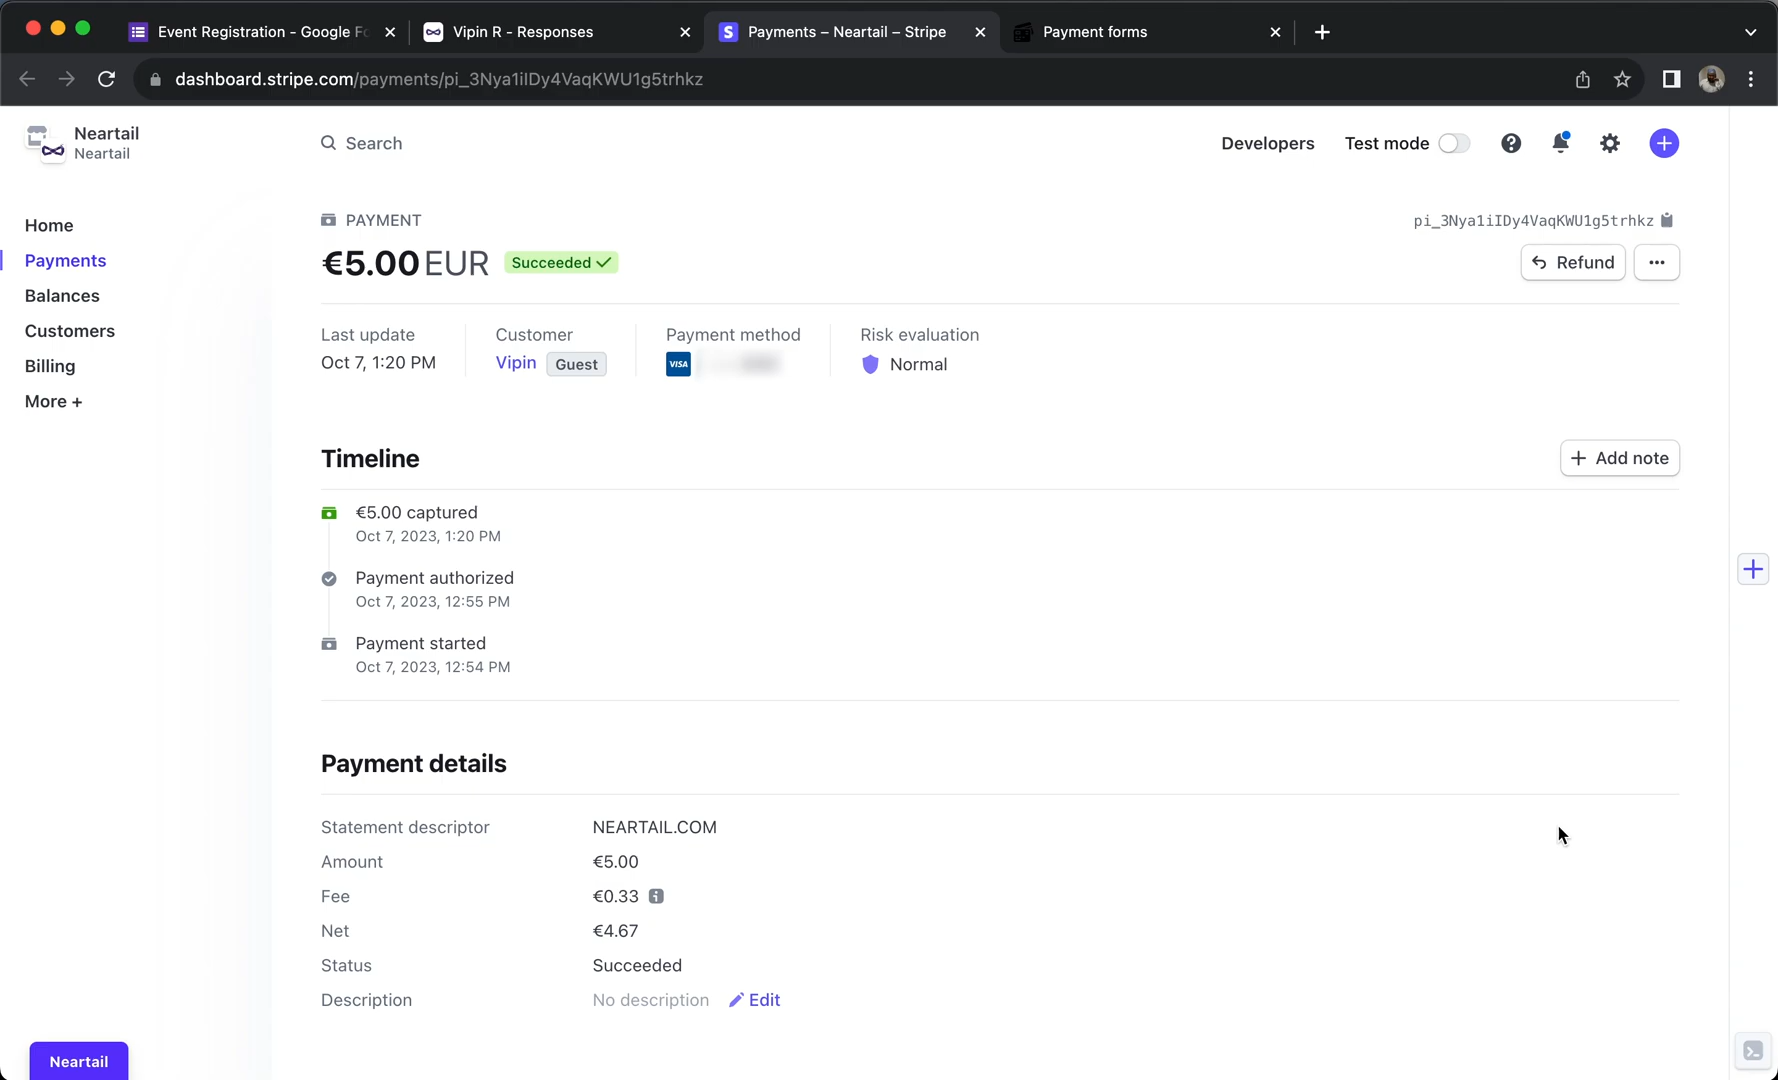 Event Registration - Google Fo
Vipin R - Responses
Payments – Neartail – Stripe
Payment forms
dashboard.stripe.com/payments/pi_3Nya1iIDy4VaqKWU1g5trhkz
Neartail
Neartail
Search
Developers
Test mode
Home
Payments
Balances
Customers
Billing
More +
PAYMENT
pi_3Nya1iIDy4VaqKWU1g5trhkz
€5.00 EUR
Succeeded
Refund
Last update
Oct 7, 1:20 PM
Customer
Vipin Guest
Payment method
VISA
Risk evaluation
Normal
Timeline
Add note
€5.00 captured
Oct 7, 2023, 1:20 PM
Payment authorized
Oct 7, 2023, 12:55 PM
Payment started
Oct 7, 2023, 12:54 PM
Payment details
Statement descriptor NEARTAIL.COM
Amount €5.00
Fee €0.33
Net €4.67
Status Succeeded
Description No description Edit
Neartail